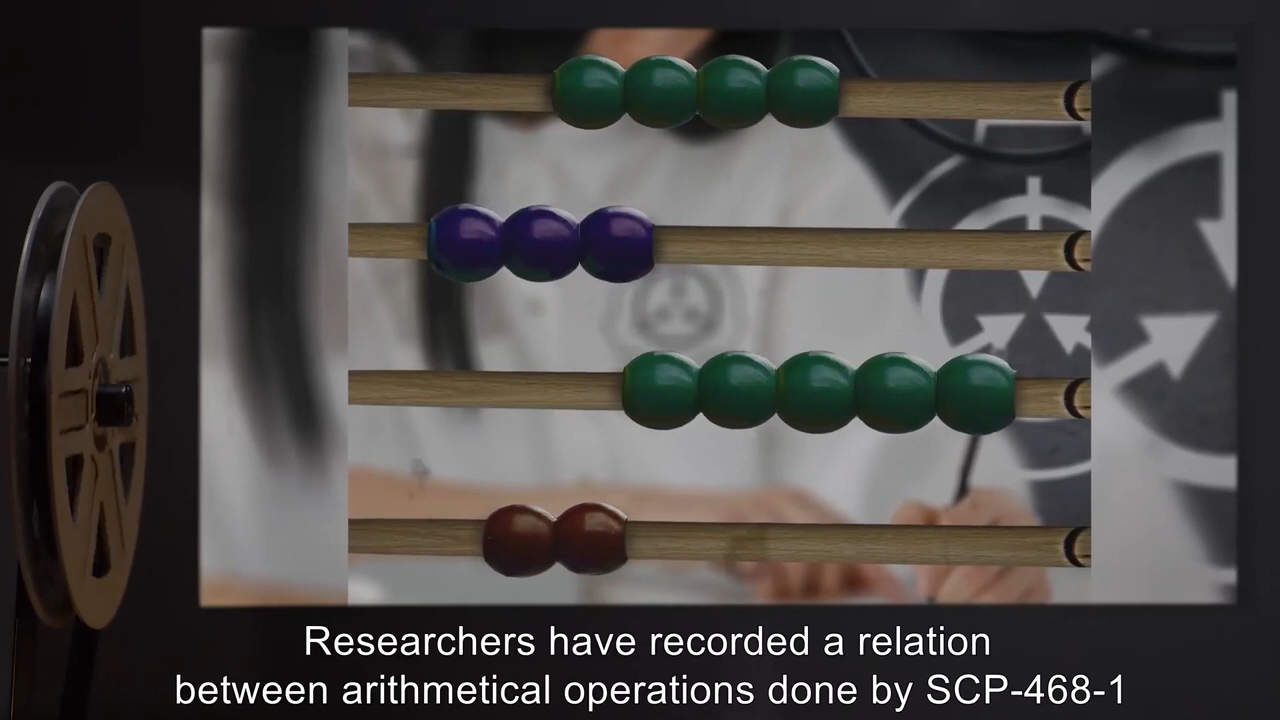 Researchers have recorded a relation
between arithmetical operations done by SCP-468-1